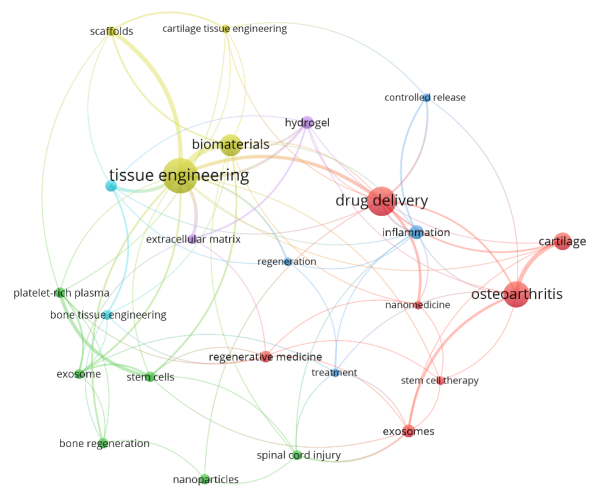 scaffolds
cartilage tissue engineering
controlled release
hydrogel
biomaterials
tissue engineering
drug delivery
inflammation
extracellular matrix
cartilage
regeneration
platelet-rich plasma
osteoarthritis
nanomedicine
bone tissue engineering
regenerative medicine
exosome
stem cells
treatment
stem cell therapy
exosomes
bone regeneration
spinal cord injury
nanoparticles